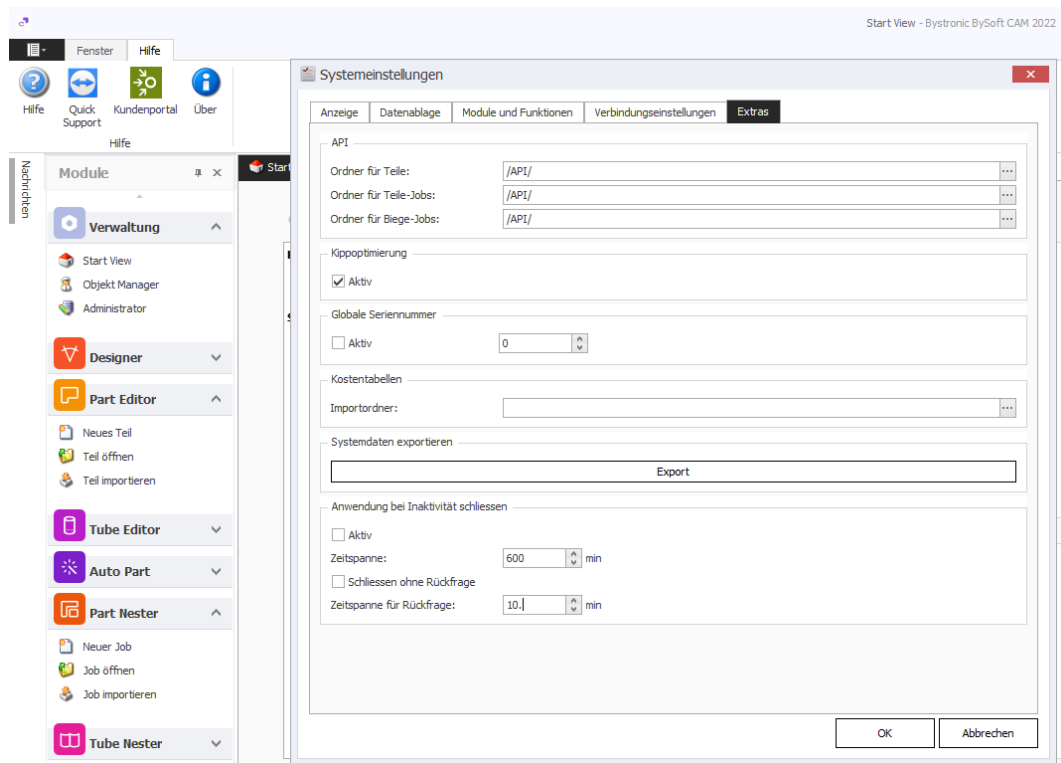 Start View - Bystronic BySoft CAM 2022
Fenster Hilfe
Hilfe Quick Support Kundenportal Über
Hilfe
Nachrichten
Module
Verwaltung
Start View
Objekt Manager
Administrator
Designer
Part Editor
Neues Teil
Teil öffnen
Teil importieren
Tube Editor
Auto Part
Part Nester
Neuer Job
Job öffnen
Job importieren
Tube Nester
Systemeinstellungen
Anzeige Datenablage Module und Funktionen Verbindungseinstellungen Extras
API
Ordner für Teile: /API/ ...
Ordner für Teile-Jobs: /API/ ...
Ordner für Biege-Jobs: /API/ ...
Kippoptimierung
Aktiv
Globale Seriennummer
Aktiv 0
Kostentabellen
Importordner: ...
Systemdaten exportieren
Export
Anwendung bei Inaktivität schliessen
Aktiv
Zeitspanne: 600 min
Schliessen ohne Rückfrage
Zeitspanne für Rückfrage: 10. min
OK Abbrechen